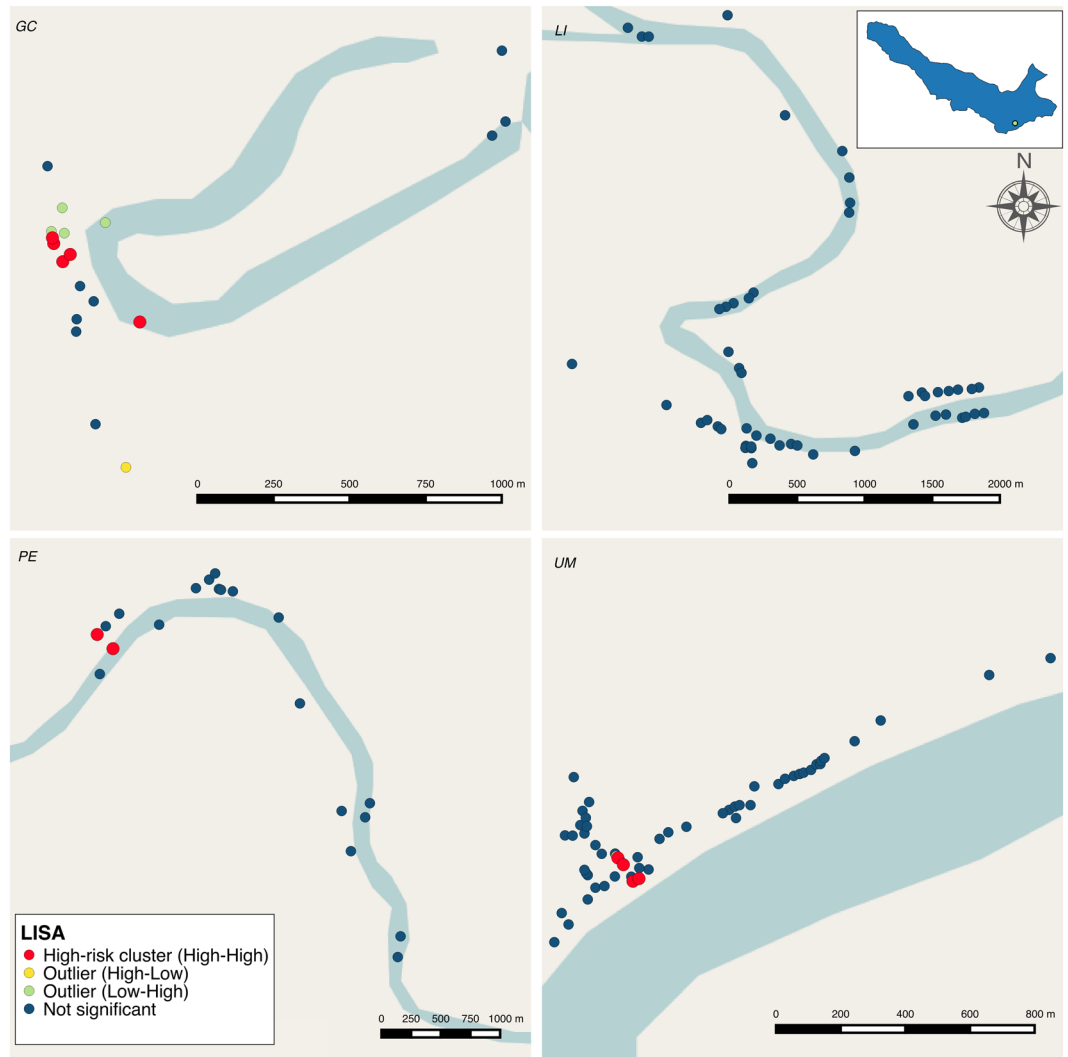 GC
0 250 500 750 1000 m
LI
N
0 500 1000 1500 2000 m
PE
LISA
High-risk cluster (High-High)
Outlier (High-Low)
Outlier (Low-High)
Not significant
0 250 500 750 1000 m
UM
0 200 400 600 800 m